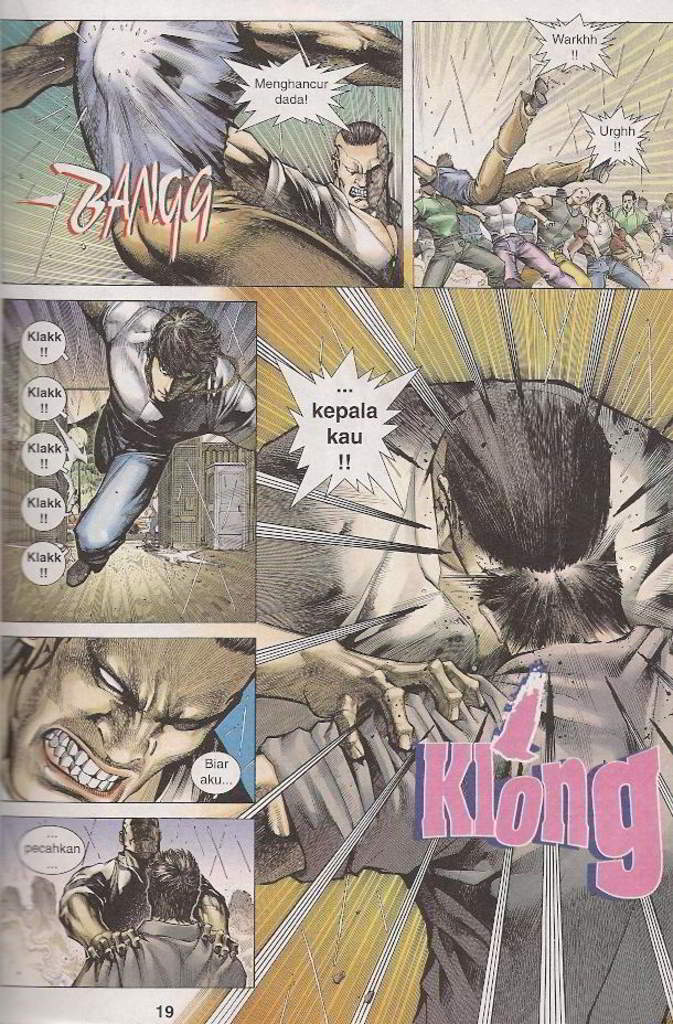 Menghancur
dada!
BANGG
Warkhh
!!
Urghh
!!
Klakk
!!
Klakk
!!
Klakk
!!
Klakk
!!
Klakk
!!
Biar
aku...
...
pecahkan
...
...
kepala
kau
!!
Klong
19